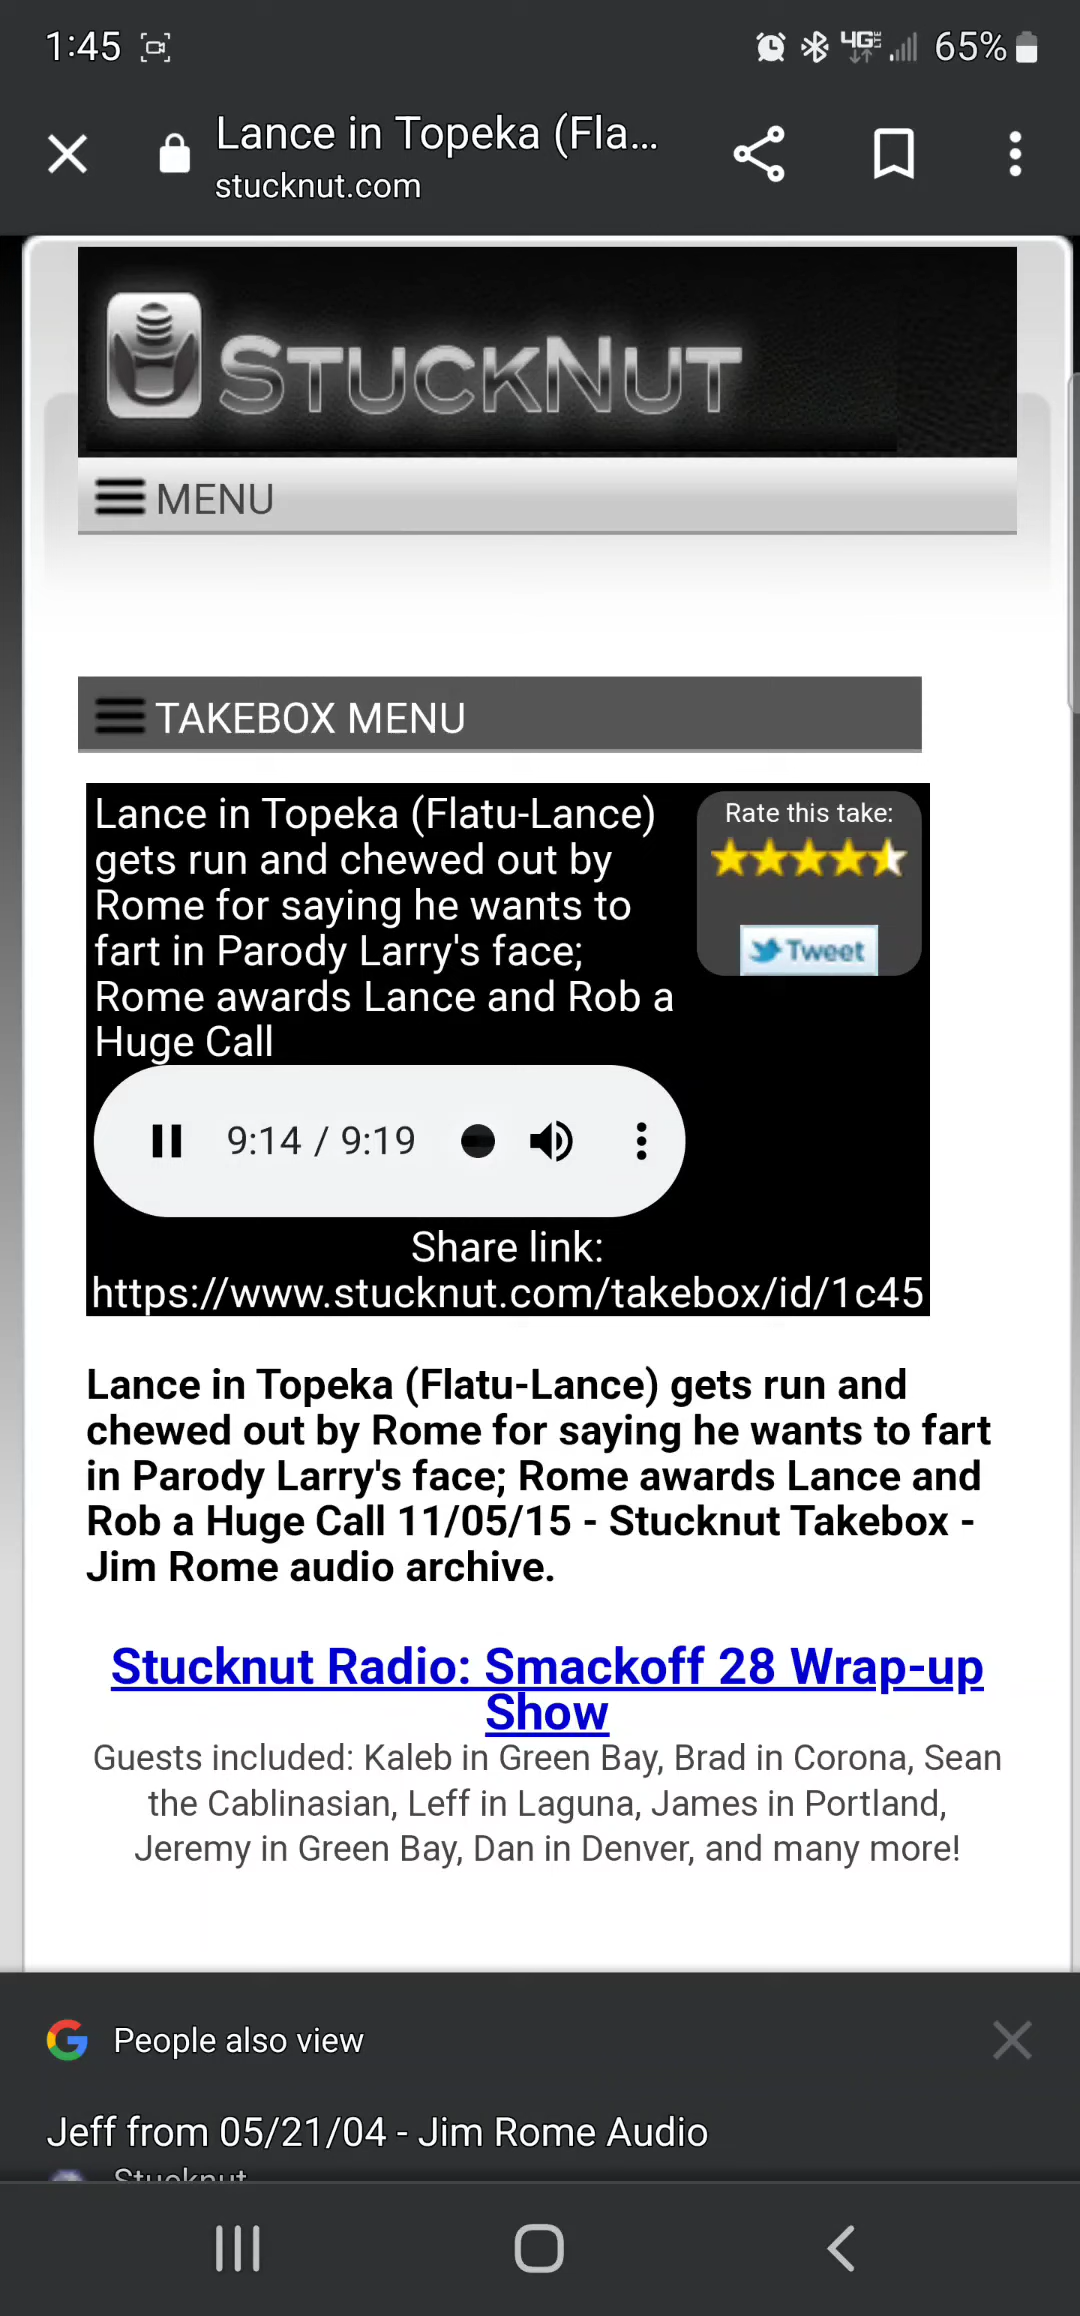 1:45
4G LTE 65%
Lance in Topeka (Fla...
stucknut.com
STUCKNUT
MENU
TAKEBOX MENU
Lance in Topeka (Flatu-Lance)
gets run and chewed out by
Rome for saying he wants to
fart in Parody Larry's face;
Rome awards Lance and Rob a
Huge Call
Rate this take:
Tweet
9:14 / 9:19
Share link:
https://www.stucknut.com/takebox/id/1c45
Lance in Topeka (Flatu-Lance) gets run and
chewed out by Rome for saying he wants to fart
in Parody Larry's face; Rome awards Lance and
Rob a Huge Call 11/05/15 - Stucknut Takebox -
Jim Rome audio archive.
Stucknut Radio: Smackoff 28 Wrap-up
Show
Guests included: Kaleb in Green Bay, Brad in Corona, Sean
the Cablinasian, Leff in Laguna, James in Portland,
Jeremy in Green Bay, Dan in Denver, and many more!
People also view
Jeff from 05/21/04 - Jim Rome Audio
Stucknut